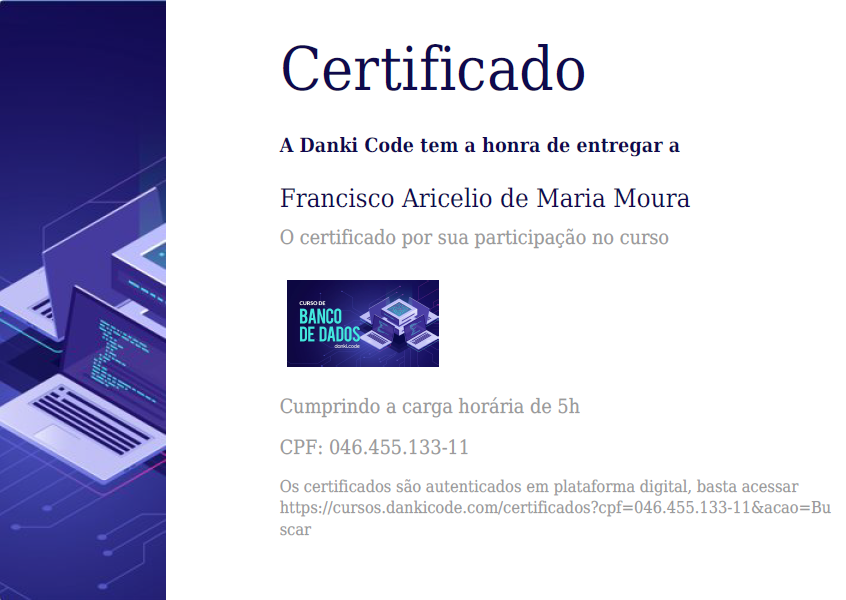 Certificado
A Danki Code tem a honra de entregar a
Francisco Aricelio de Maria Moura
O certificado por sua participação no curso
CURSO DE
BANCO
DE DADOS
danki.code
Cumprindo a carga horária de 5h
CPF: 046.455.133-11
Os certificados são autenticados em plataforma digital, basta acessar
https://cursos.dankicode.com/certificados?cpf=046.455.133-11&acao=Bu
scar